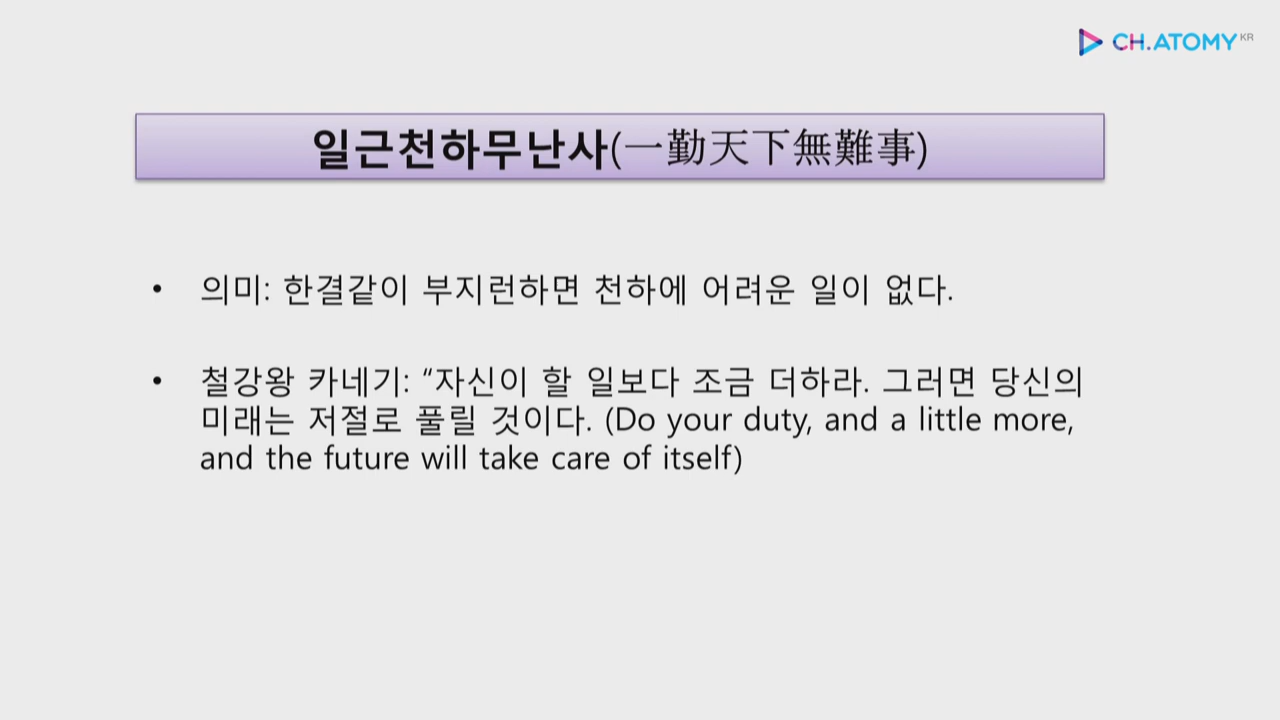 CH.ATOMY KR
일근천하무난사(一勤天下無難事)
• 의미: 한결같이 부지런하면 천하에 어려운 일이 없다.
• 철강왕 카네기: “자신이 할 일보다 조금 더하라. 그러면 당신의
미래는 저절로 풀릴 것이다. (Do your duty, and a little more,
and the future will take care of itself)